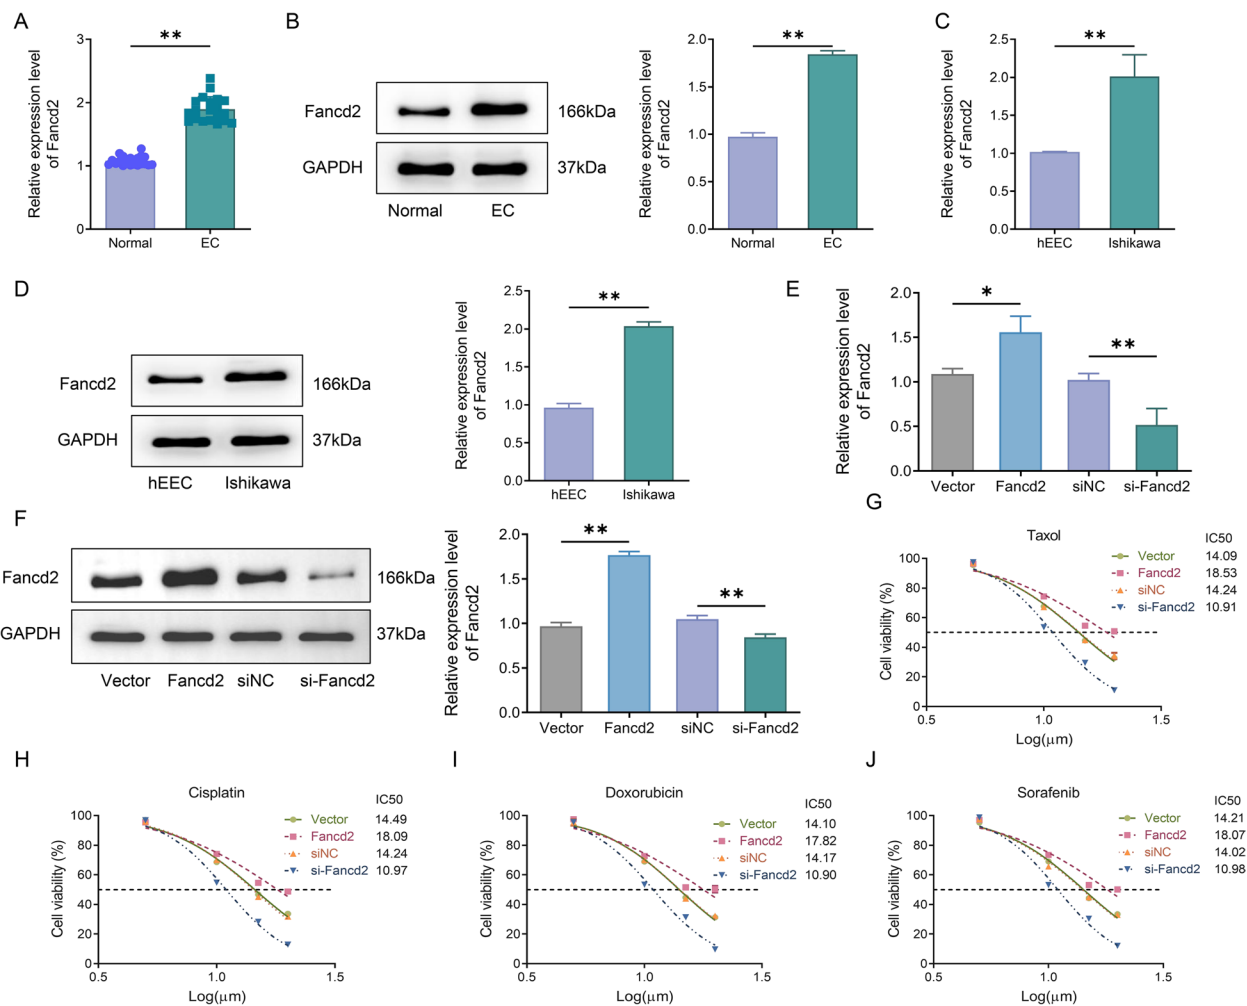 A
Relative expression level
of Fancd2
3
2
1
0
**
Normal
EC
B
Fancd2
166kDa
GAPDH
37kDa
Normal
EC
Relative expression level
of Fancd2
2.0
1.5
1.0
0.5
0.0
**
Normal
EC
C
Relative expression level
of Fancd2
2.5
2.0
1.5
1.0
0.5
0.0
**
hEEC
Ishikawa
D
Fancd2
166kDa
GAPDH
37kDa
hEEC
Ishikawa
Relative expression level
of Fancd2
2.5
2.0
1.5
1.0
0.5
0.0
**
hEEC
Ishikawa
E
Relative expression level
of Fancd2
2.0
1.5
1.0
0.5
0.0
*
**
Vector
Fancd2
siNC
si-Fancd2
F
Fancd2
166kDa
GAPDH
37kDa
Vector
Fancd2
siNC
si-Fancd2
Relative expression level
of Fancd2
2.0
1.5
1.0
0.5
0.0
**
**
Vector
Fancd2
siNC
si-Fancd2
G
Taxol
IC50
Vector 14.09
Fancd2 18.53
siNC 14.24
si-Fancd2 10.91
Cell viability (%)
100
80
60
40
20
0
0.5
1.0
1.5
Log(μm)
H
Cisplatin
IC50
Vector 14.49
Fancd2 18.09
siNC 14.24
si-Fancd2 10.97
Cell viability (%)
100
80
60
40
20
0
0.5
1.0
1.5
Log(μm)
I
Doxorubicin
IC50
Vector 14.10
Fancd2 17.82
siNC 14.17
si-Fancd2 10.90
Cell viability (%)
100
80
60
40
20
0
0.5
1.0
1.5
Log(μm)
J
Sorafenib
IC50
Vector 14.21
Fancd2 18.07
siNC 14.02
si-Fancd2 10.98
Cell viability (%)
100
80
60
40
20
0
0.5
1.0
1.5
Log(μm)